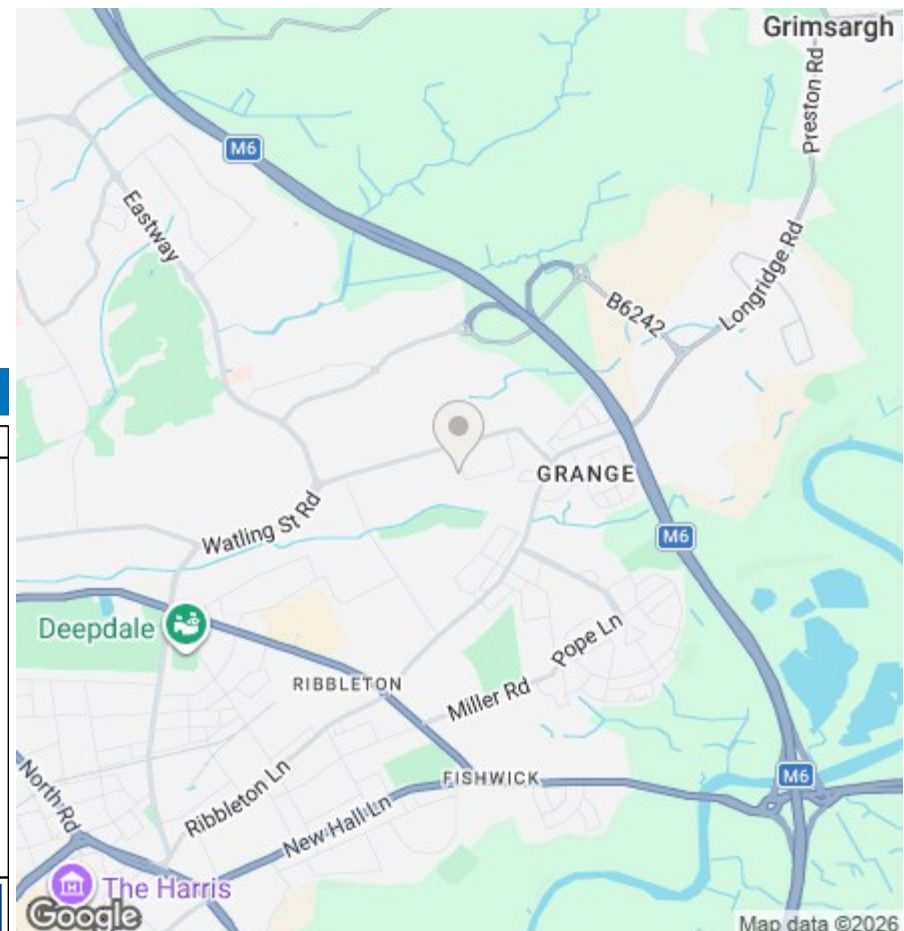 Grimsargh
Preston Rd
M6
Eastway
Longridge Rd
B6242
GRANGE
Watling St Rd
M6
Deepdale
Pope Ln
RIBBLETON
Miller Rd
North Rd
Ribbleton Ln
FISHWICK
M6
New Hall Ln
The Harris
Google
Map data ©2026